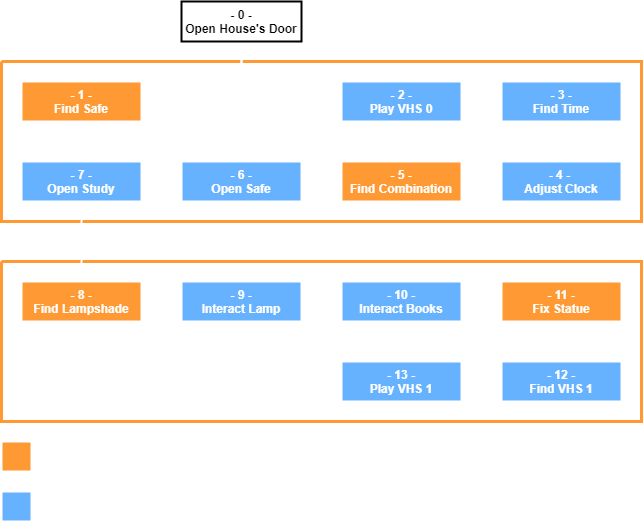 - 0 -
Open House's Door
- 1 -
Find Safe
- 2 -
Play VHS 0
- 3 -
Find Time
- 7 -
Open Study
- 6 -
Open Safe
- 5 -
Find Combination
- 4 -
Adjust Clock
- 8 -
Find Lampshade
- 9 -
Interact Lamp
- 10 -
Interact Books
- 11 -
Fix Statue
- 13 -
Play VHS 1
- 12 -
Find VHS 1